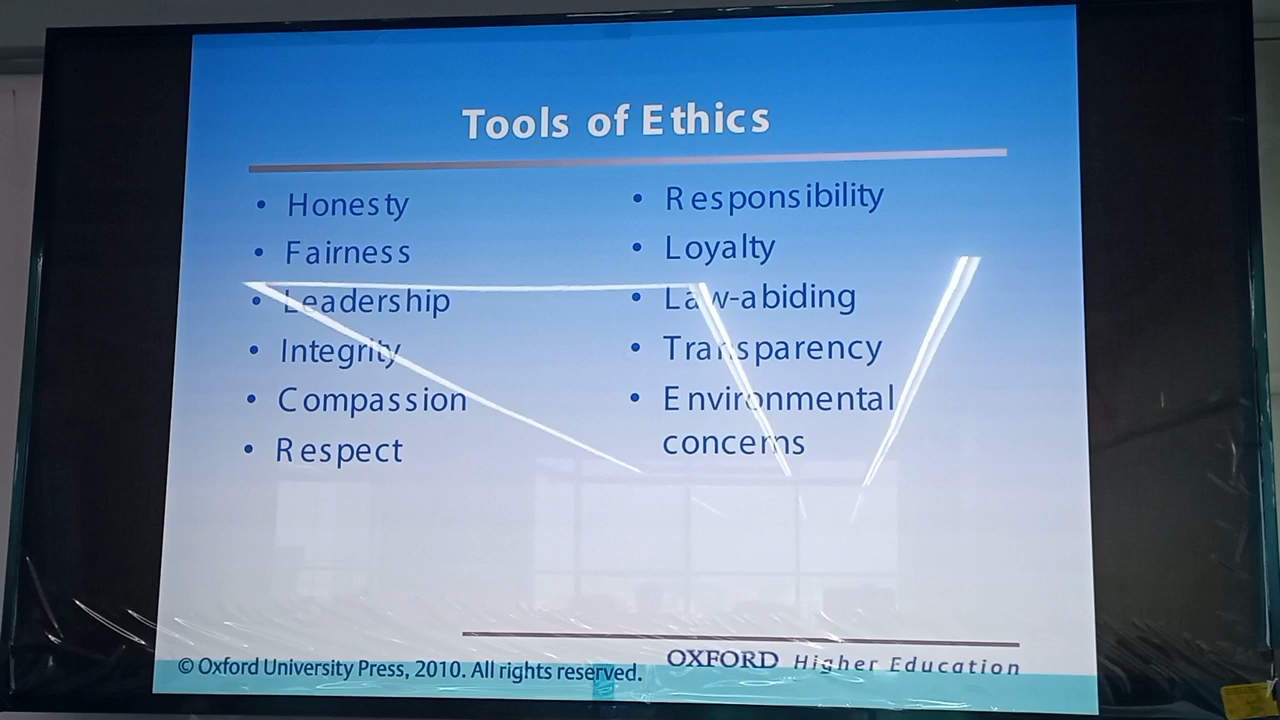 Tools of Ethics
• Honesty
• Fairness
• Leadership
• Integrity
• Compassion
• Respect
• Responsibility
• Loyalty
• Law-abiding
• Transparency
• Environmental
concerns
© Oxford University Press, 2010. All rights reserved.
OXFORD Higher Education